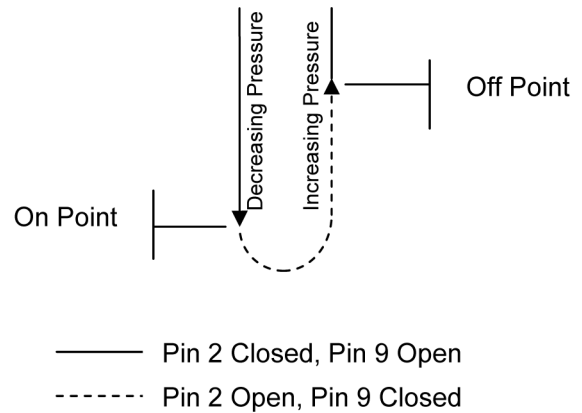 Decreasing Pressure
Increasing Pressure
Off Point
On Point
Pin 2 Closed, Pin 9 Open
Pin 2 Open, Pin 9 Closed